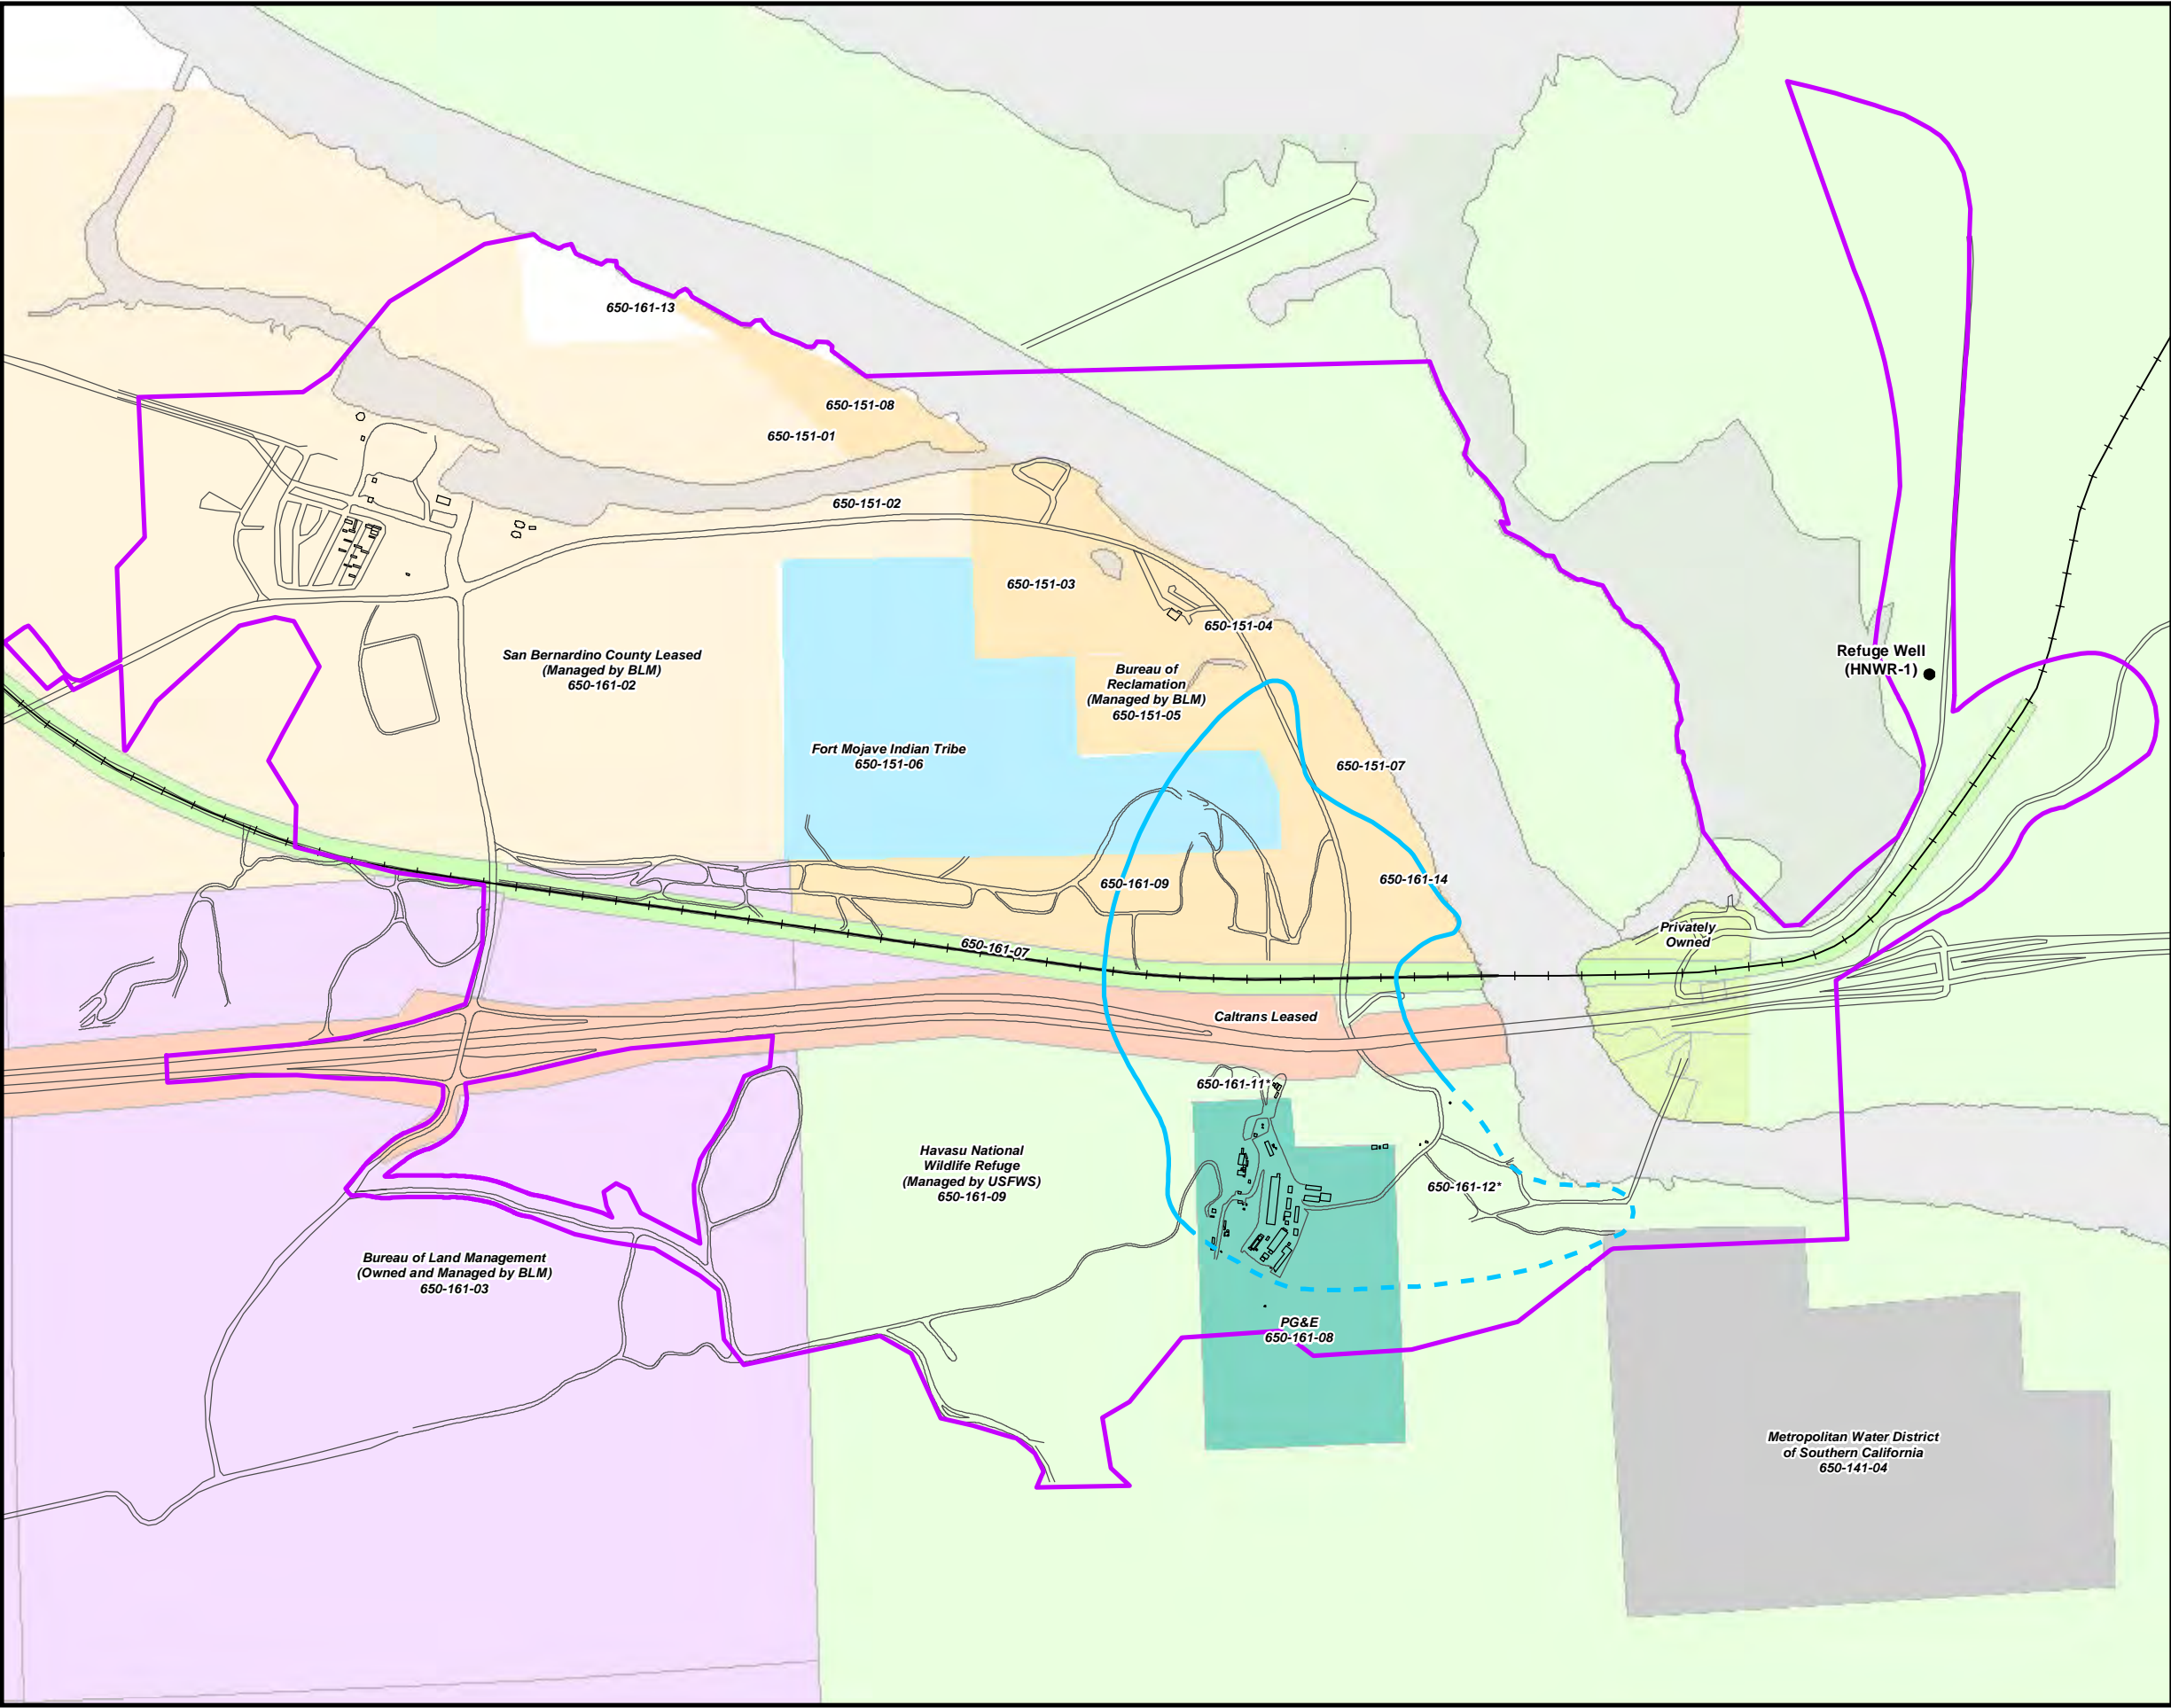 650-161-13
650-151-08
650-151-01
650-151-02
650-151-03
650-151-04
San Bernardino County Leased
(Managed by BLM)
650-161-02
Bureau of
Reclamation
(Managed by BLM)
650-151-05
Refuge Well
(HNWR-1)
Fort Mojave Indian Tribe
650-151-06
650-151-07
650-161-09
650-161-14
650-161-07
Privately
Owned
Caltrans Leased
650-161-11*
Havasu National
Wildlife Refuge
(Managed by USFWS)
650-161-09
650-161-12*
Bureau of Land Management
(Owned and Managed by BLM)
650-161-03
PG&E
650-161-08
Metropolitan Water District
of Southern California
650-141-04